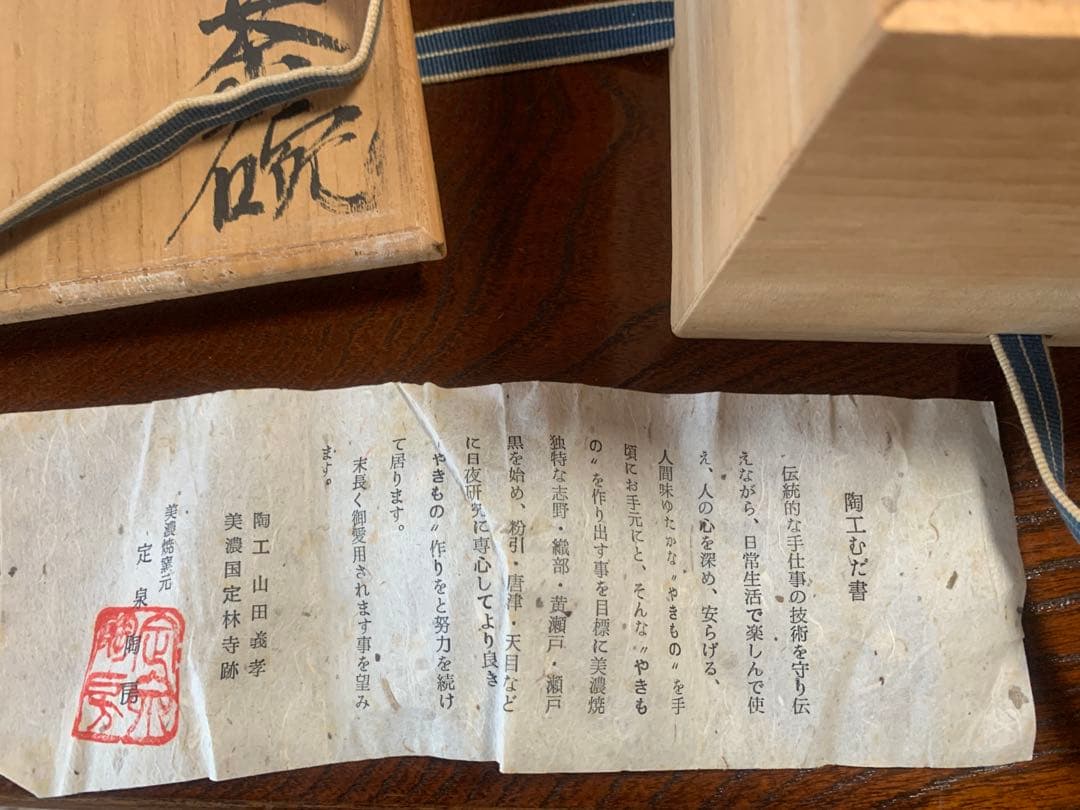 茶碗
陶工むだ書
伝統的な手仕事の技術を守り伝
えながら、日常生活で楽しんで使
え、人の心を深め、安らげる、
人間味ゆたかな〝やきもの〟を手
頃にお手元にと、そんな〝やきも
の〟を作り出す事を目標に美濃焼
独特な志野・織部・黄瀬戸・瀬戸
黒を始め、粉引・唐津・天目など
に日夜研究に専心してより良き
〝やきもの〟作りをと努力を続け
て居ります。
末長く御愛用されます事を望み
ます。
陶工 山田義孝
美濃国定林寺跡
美濃焼窯元
定泉陶房
定泉陶房